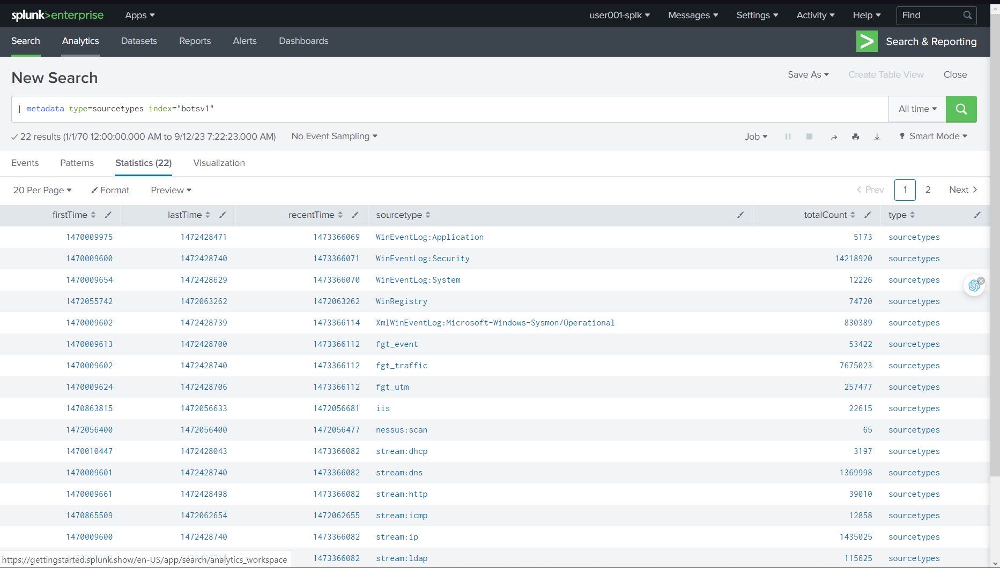 splunk>enterprise Apps user001-splk Messages Settings Activity Help Find
Search Analytics Datasets Reports Alerts Dashboards Search & Reporting
New Search Save As Create Table View Close
| metadata type=sourcetypes index="botsv1" All time
22 results (1/1/70 12:00:00.000 AM to 9/12/23 7:22:23.000 AM) No Event Sampling Job Smart Mode
Events Patterns Statistics (22) Visualization
20 Per Page Format Preview Prev 1 2 Next
firstTime lastTime recentTime sourcetype totalCount type
1470009975 1472428471 1473366069 WinEventLog:Application 5173 sourcetypes
1470009600 1472428740 1473366071 WinEventLog:Security 14218920 sourcetypes
1470009654 1472428629 1473366070 WinEventLog:System 12226 sourcetypes
1472055742 1472063262 1472063262 WinRegistry 74720 sourcetypes
1470009602 1472428739 1473366114 XmlWinEventLog:Microsoft-Windows-Sysmon/Operational 830389 sourcetypes
1470009613 1472428700 1473366112 fgt_event 53422 sourcetypes
1470009602 1472428740 1473366112 fgt_traffic 7675023 sourcetypes
1470009624 1472428706 1473366112 fgt_utm 257477 sourcetypes
1470863815 1472056633 1472056681 iis 22615 sourcetypes
1472056400 1472056400 1472056477 nessus:scan 65 sourcetypes
1470010447 1472428043 1473366082 stream:dhcp 3197 sourcetypes
1470009601 1472428740 1473366082 stream:dns 1369998 sourcetypes
1470009661 1472428498 1473366082 stream:http 39010 sourcetypes
1470865509 1472062654 1472062655 stream:icmp 12858 sourcetypes
1470009600 1472428740 1473366082 stream:ip 1435025 sourcetypes
1473366082 stream:ldap 115625 sourcetypes
https://gettingstarted.splunk.show/en-US/app/search/analytics_workspace